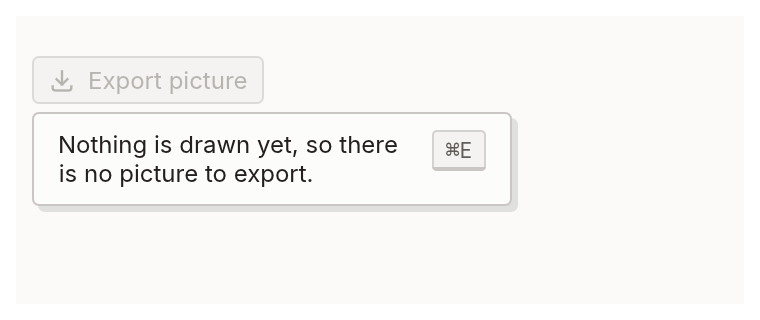 Export picture
Nothing is drawn yet, so there
is no picture to export.
⌘E